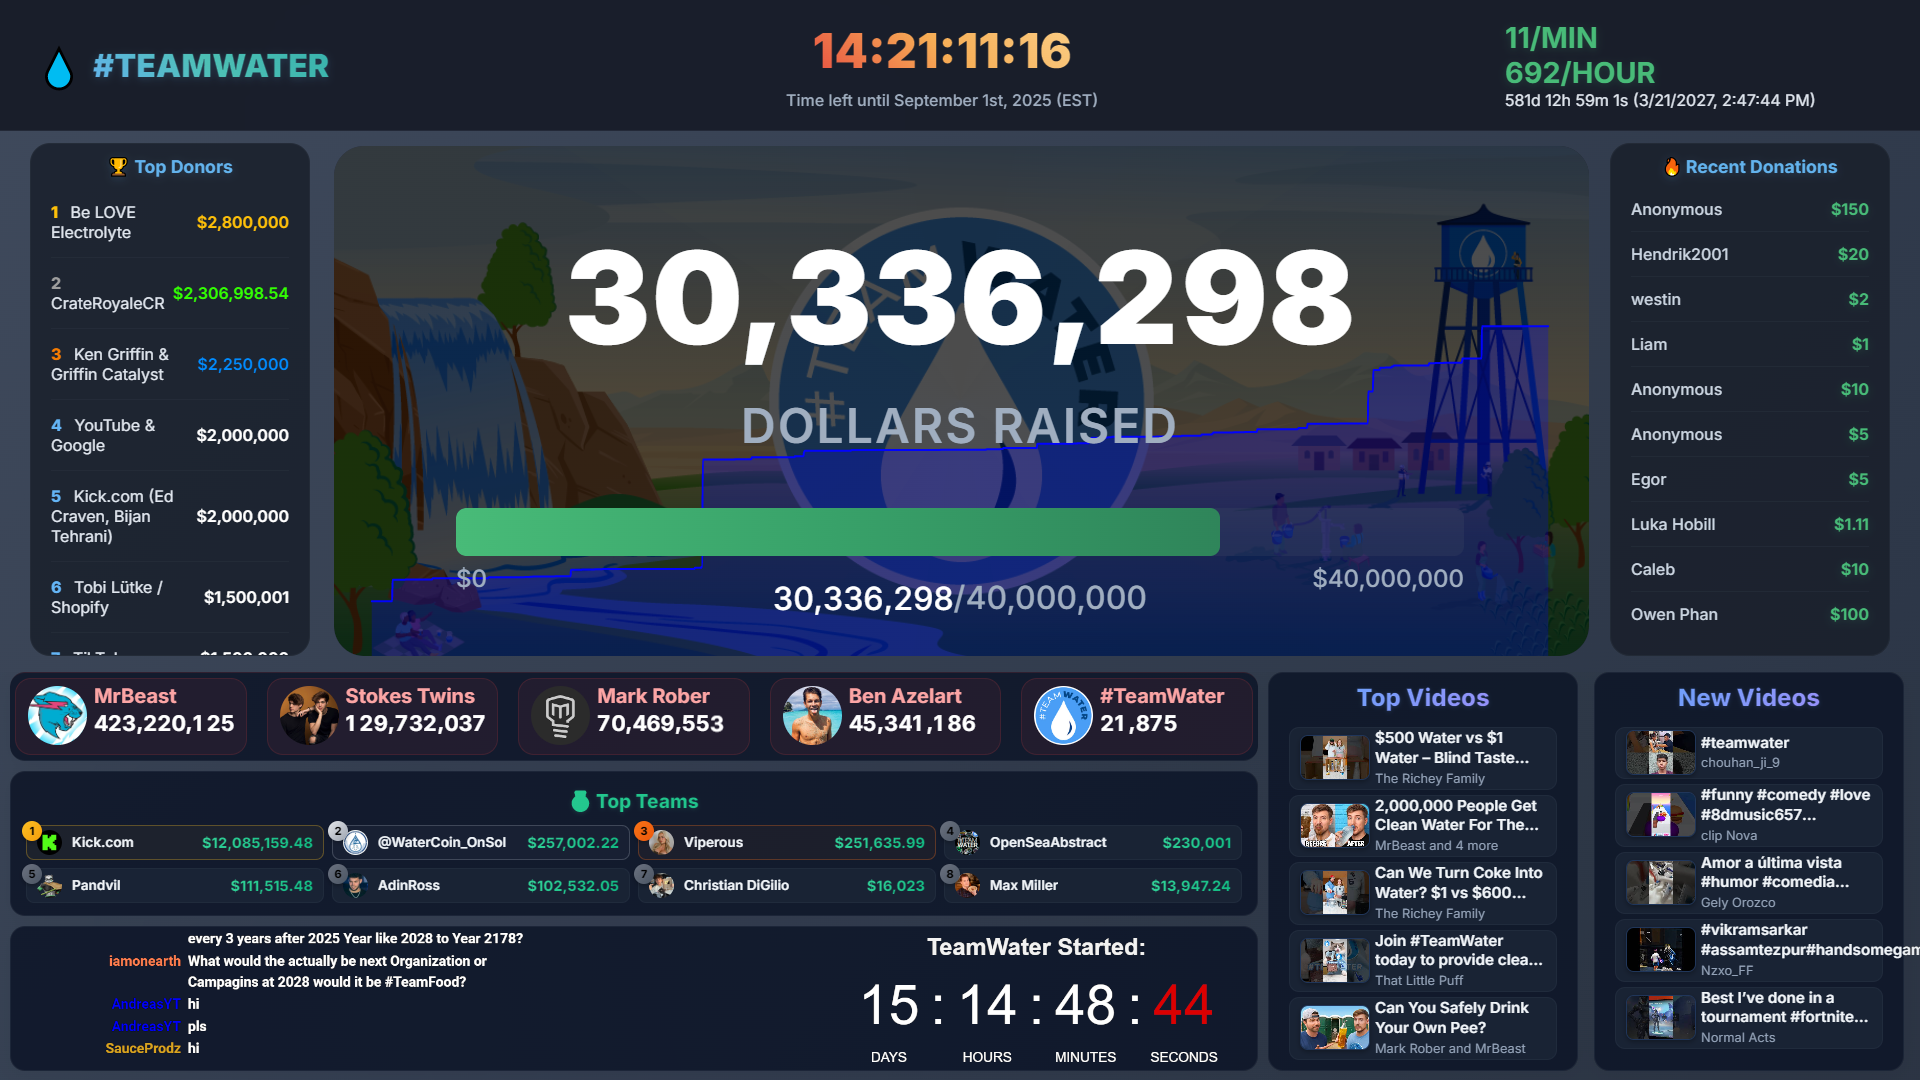 #TEAMWATER
14:21:11:16
Time left until September 1st, 2025 (EST)
11/MIN
692/HOUR
581d 12h 59m 1s (3/21/2027, 2:47:44 PM)
Top Donors
1 Be LOVE Electrolyte $2,800,000
2 CrateRoyaleCR $2,306,998.54
3 Ken Griffin & Griffin Catalyst $2,250,000
4 YouTube & Google $2,000,000
5 Kick.com (Ed Craven, Bijan Tehrani) $2,000,000
6 Tobi Lütke / Shopify $1,500,001
#TEAMWATER
30,336,298
DOLLARS RAISED
$0
$40,000,000
30,336,298/40,000,000
Recent Donations
Anonymous $150
Hendrik2001 $20
westin $2
Liam $1
Anonymous $10
Anonymous $5
Egor $5
Luka Hobill $1.11
Caleb $10
Owen Phan $100
MrBeast
423,220,125
Stokes Twins
129,732,037
Mark Rober
70,469,553
Ben Azelart
45,341,186
#TeamWater
21,875
Top Teams
1 Kick.com $12,085,159.48
2 @WaterCoin_OnSol $257,002.22
3 Viperous $251,635.99
4 OpenSeaAbstract $230,001
5 Pandvil $111,515.48
6 AdinRoss $102,532.05
7 Christian DiGilio $16,023
8 Max Miller $13,947.24
every 3 years after 2025 Year like 2028 to Year 2178?
iamonearth What would the actually be next Organization or
Campagins at 2028 would it be #TeamFood?
AndreasYT hi
AndreasYT pls
SauceProdz hi
TeamWater Started:
15 : 14 : 48 : 44
DAYS HOURS MINUTES SECONDS
Top Videos
$500 Water vs $1
Water – Blind Taste...
The Richey Family
2,000,000 People Get
Clean Water For The...
MrBeast and 4 more
Can We Turn Coke Into
Water? $1 vs $600...
The Richey Family
Join #TeamWater
today to provide clea...
That Little Puff
Can You Safely Drink
Your Own Pee?
Mark Rober and MrBeast
New Videos
#teamwater
chouhan_ji_9
#funny #comedy #love
#8dmusic657...
clip Nova
Amor a última vista
#humor #comedia...
Gely Orozco
#vikramsarkar
#assamtezpur#handsomegam
Nzxo_FF
Best I've done in a
tournament #fortnite...
Normal Acts